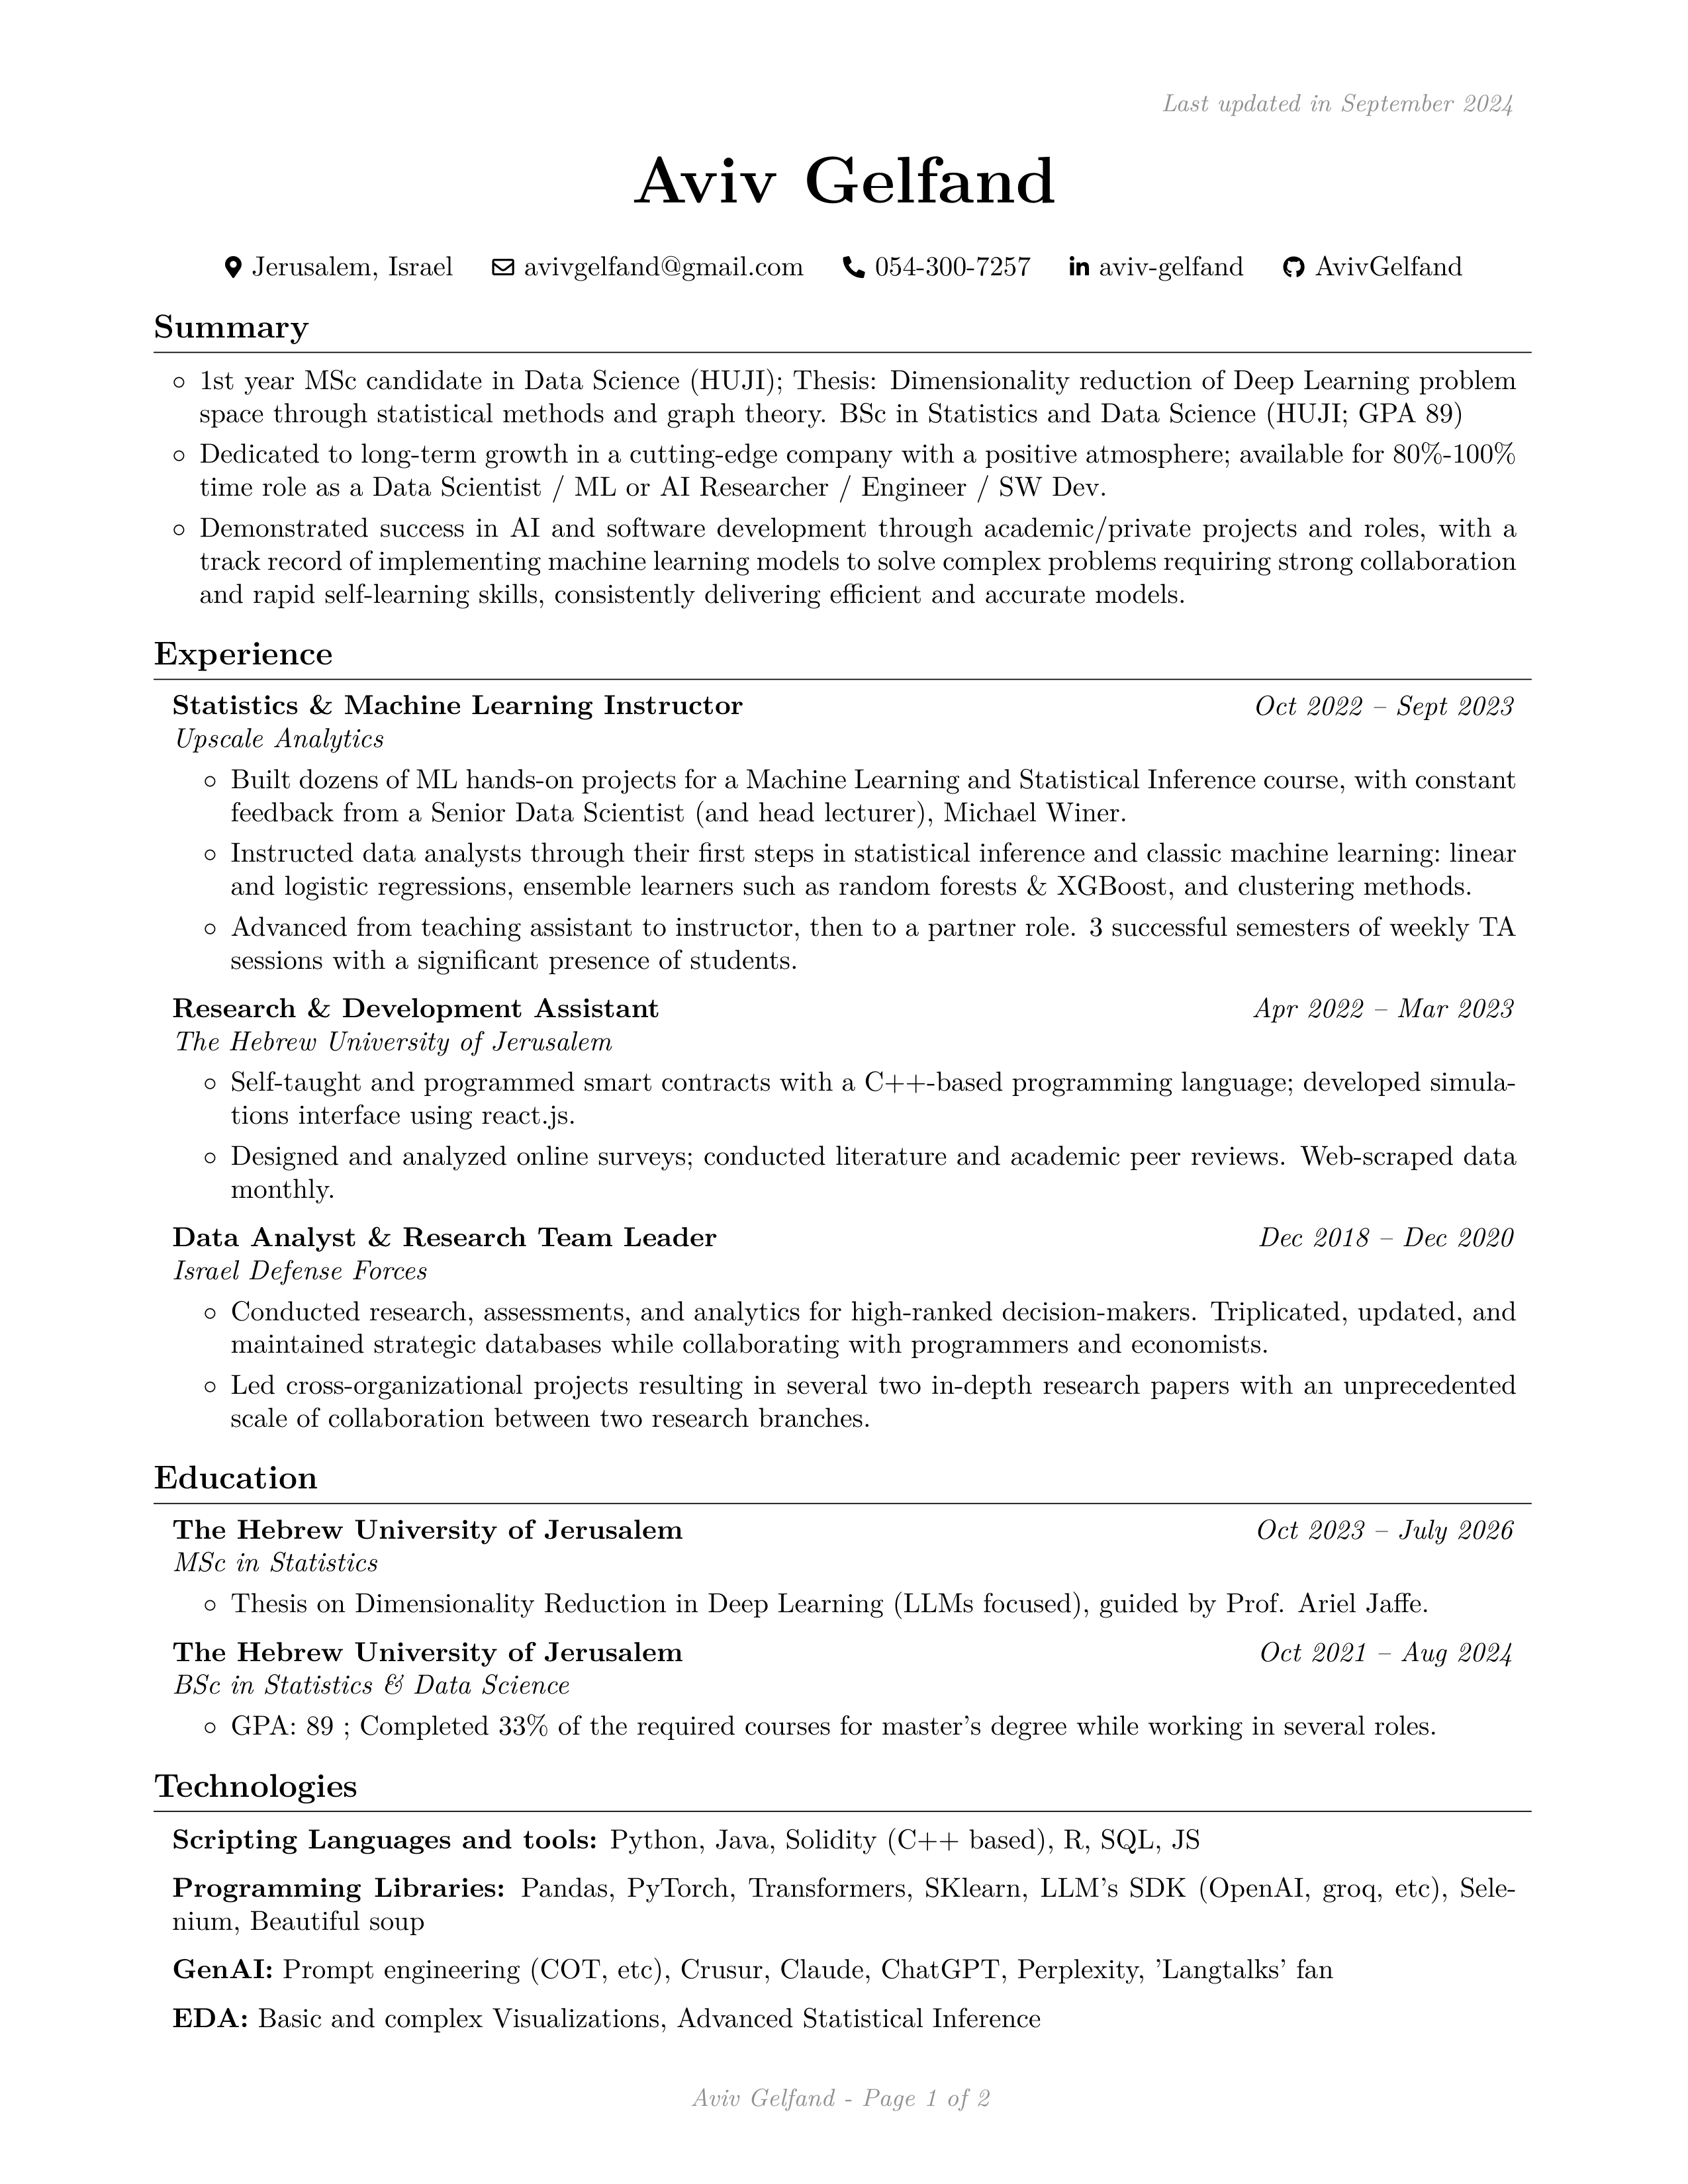 Last updated in September 2024
Aviv Gelfand
Jerusalem, Israel avivgelfand@gmail.com 054-300-7257 aviv-gelfand AvivGelfand
Summary
◦ 1st year MSc candidate in Data Science (HUJI); Thesis: Dimensionality reduction of Deep Learning problem
space through statistical methods and graph theory. BSc in Statistics and Data Science (HUJI; GPA 89)
◦ Dedicated to long-term growth in a cutting-edge company with a positive atmosphere; available for 80%-100%
time role as a Data Scientist / ML or AI Researcher / Engineer / SW Dev.
◦ Demonstrated success in AI and software development through academic/private projects and roles, with a
track record of implementing machine learning models to solve complex problems requiring strong collaboration
and rapid self-learning skills, consistently delivering efficient and accurate models.
Experience
Statistics & Machine Learning Instructor Oct 2022 – Sept 2023
Upscale Analytics
◦ Built dozens of ML hands-on projects for a Machine Learning and Statistical Inference course, with constant
feedback from a Senior Data Scientist (and head lecturer), Michael Winer.
◦ Instructed data analysts through their first steps in statistical inference and classic machine learning: linear
and logistic regressions, ensemble learners such as random forests & XGBoost, and clustering methods.
◦ Advanced from teaching assistant to instructor, then to a partner role. 3 successful semesters of weekly TA
sessions with a significant presence of students.
Research & Development Assistant Apr 2022 – Mar 2023
The Hebrew University of Jerusalem
◦ Self-taught and programmed smart contracts with a C++-based programming language; developed simula-
tions interface using react.js.
◦ Designed and analyzed online surveys; conducted literature and academic peer reviews. Web-scraped data
monthly.
Data Analyst & Research Team Leader Dec 2018 – Dec 2020
Israel Defense Forces
◦ Conducted research, assessments, and analytics for high-ranked decision-makers. Triplicated, updated, and
maintained strategic databases while collaborating with programmers and economists.
◦ Led cross-organizational projects resulting in several two in-depth research papers with an unprecedented
scale of collaboration between two research branches.
Education
The Hebrew University of Jerusalem Oct 2023 – July 2026
MSc in Statistics
◦ Thesis on Dimensionality Reduction in Deep Learning (LLMs focused), guided by Prof. Ariel Jaffe.
The Hebrew University of Jerusalem Oct 2021 – Aug 2024
BSc in Statistics & Data Science
◦ GPA: 89 ; Completed 33% of the required courses for master's degree while working in several roles.
Technologies
Scripting Languages and tools: Python, Java, Solidity (C++ based), R, SQL, JS
Programming Libraries: Pandas, PyTorch, Transformers, SKlearn, LLM's SDK (OpenAI, groq, etc), Sele-
nium, Beautiful soup
GenAI: Prompt engineering (COT, etc), Crusur, Claude, ChatGPT, Perplexity, 'Langtalks' fan
EDA: Basic and complex Visualizations, Advanced Statistical Inference
Aviv Gelfand - Page 1 of 2